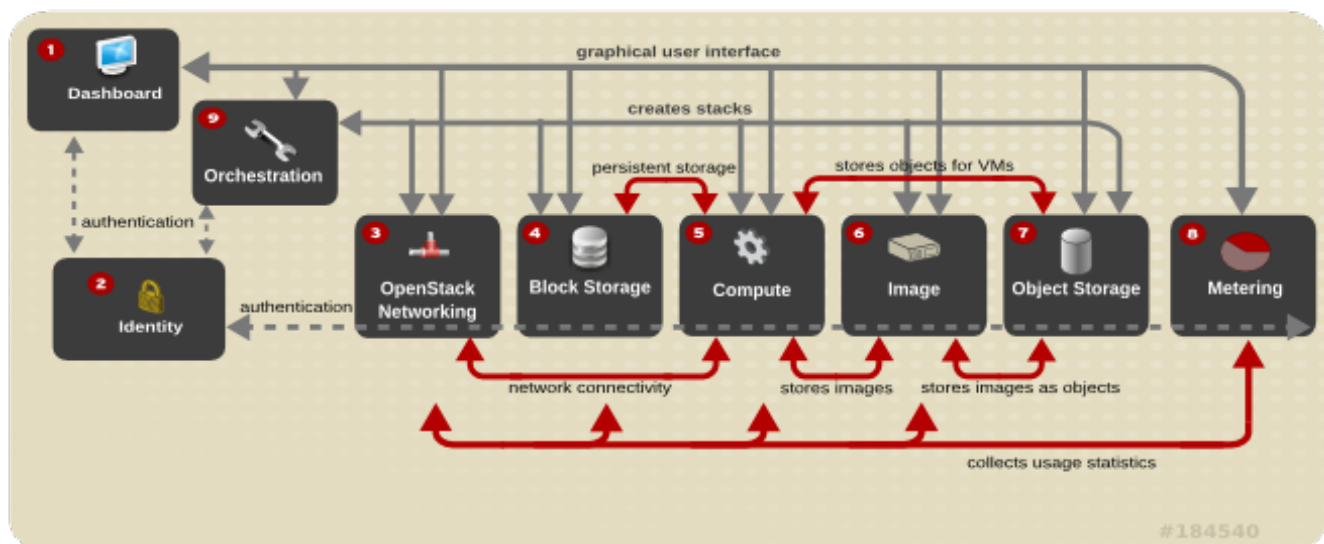 1
Dashboard
graphical user interface
9
Orchestration
creates stacks
persistent storage
stores objects for VMs
authentication
2
Identity
authentication
3
OpenStack
Networking
4
Block Storage
5
Compute
6
Image
7
Object Storage
8
Metering
network connectivity
stores images
stores images as objects
collects usage statistics
#184540